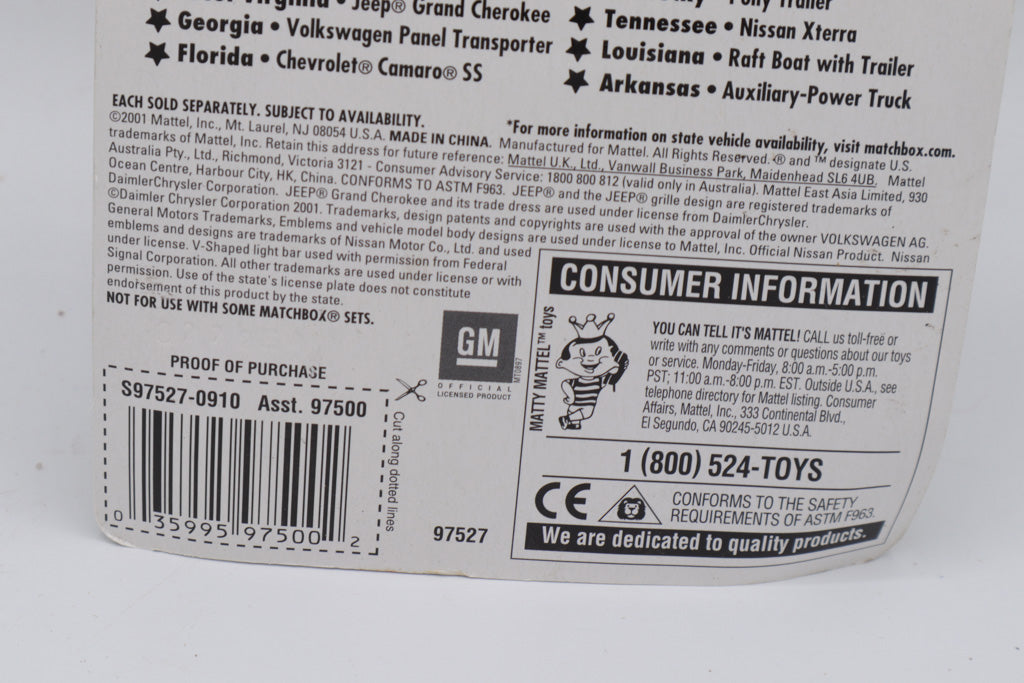 Virginia • Jeep® Grand Cherokee
★ Georgia • Volkswagen Panel Transporter
★ Florida • Chevrolet® Camaro® SS
Pony Trailer
★ Tennessee • Nissan Xterra
★ Louisiana • Raft Boat with Trailer
★ Arkansas • Auxiliary-Power Truck
EACH SOLD SEPARATELY. SUBJECT TO AVAILABILITY.
*For more information on state vehicle availability, visit matchbox.com.
©2001 Mattel, Inc., Mt. Laurel, NJ 08054 U.S.A. MADE IN CHINA. Manufactured for Mattel. All Rights Reserved. ® and ™ designate U.S.
trademarks of Mattel, Inc. Retain this address for future reference: Mattel U.K., Ltd., Vanwall Business Park, Maidenhead SL6 4UB. Mattel
Australia Pty., Ltd., Richmond, Victoria 3121 - Consumer Advisory Service: 1800 800 812 (valid only in Australia). Mattel East Asia Limited, 930
Ocean Centre, Harbour City, HK, China. CONFORMS TO ASTM F963. JEEP® and the JEEP® grille design are registered trademarks of
DaimlerChrysler Corporation. JEEP® Grand Cherokee and its trade dress are used under license from DaimlerChrysler.
©Daimler Chrysler Corporation 2001. Trademarks, design patents and copyrights are used with the approval of the owner VOLKSWAGEN AG.
General Motors Trademarks, Emblems and vehicle model body designs are used under license to Mattel, Inc. Official Nissan Product. Nissan
emblems and designs are trademarks of Nissan Motor Co., Ltd. and used
under license. V-Shaped light bar used with permission from Federal
Signal Corporation. All other trademarks are used under license or with
permission. Use of the state's license plate does not constitute
endorsement of this product by the state.
NOT FOR USE WITH SOME MATCHBOX® SETS.
PROOF OF PURCHASE
S97527-0910 Asst. 97500
0 35995 97500 2
Cut along dotted lines
GM
OFFICIAL
LICENSED PRODUCT
MT0897
97527
CONSUMER INFORMATION
MATTY MATTEL™ toys
YOU CAN TELL IT'S MATTEL! CALL us toll-free or
write with any comments or questions about our toys
or service. Monday-Friday, 8:00 a.m.-5:00 p.m.
PST; 11:00 a.m.-8:00 p.m. EST. Outside U.S.A., see
telephone directory for Mattel listing. Consumer
Affairs, Mattel, Inc., 333 Continental Blvd.,
El Segundo, CA 90245-5012 U.S.A.
1 (800) 524-TOYS
CE
CONFORMS TO THE SAFETY
REQUIREMENTS OF ASTM F963.
We are dedicated to quality products.